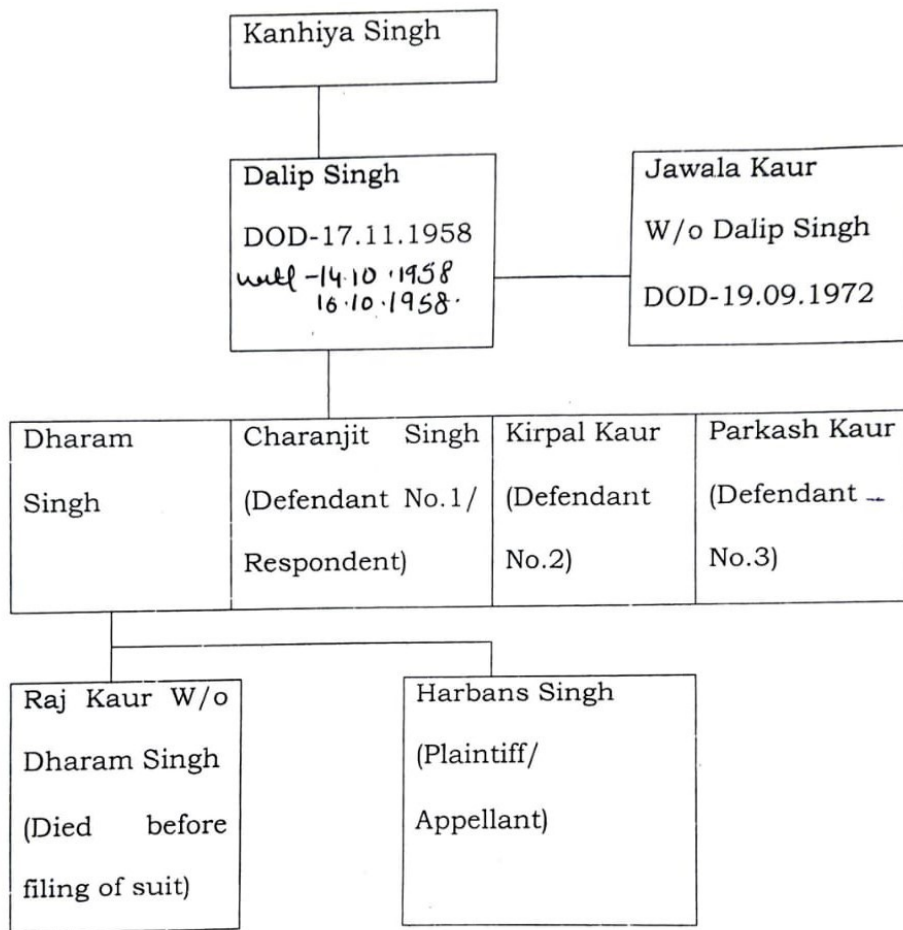 Kanhiya Singh
Dalip Singh
DOD-17.11.1958
will -14.10.1958
16.10.1958.
Jawala Kaur
W/o Dalip Singh
DOD-19.09.1972
Dharam
Singh
Charanjit Singh
(Defendant No.1/
Respondent)
Kirpal Kaur
(Defendant
No.2)
Parkash Kaur
(Defendant
No.3)
Raj Kaur W/o
Dharam Singh
(Died before
filing of suit)
Harbans Singh
(Plaintiff/
Appellant)